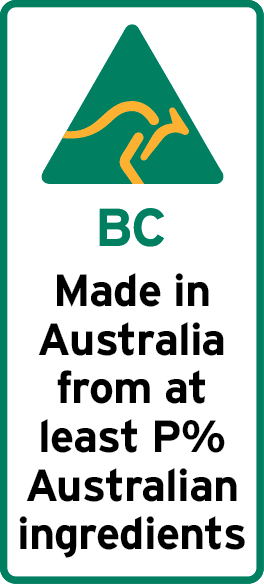 BC
Made in
Australia
from at
least P%
Australian
ingredients